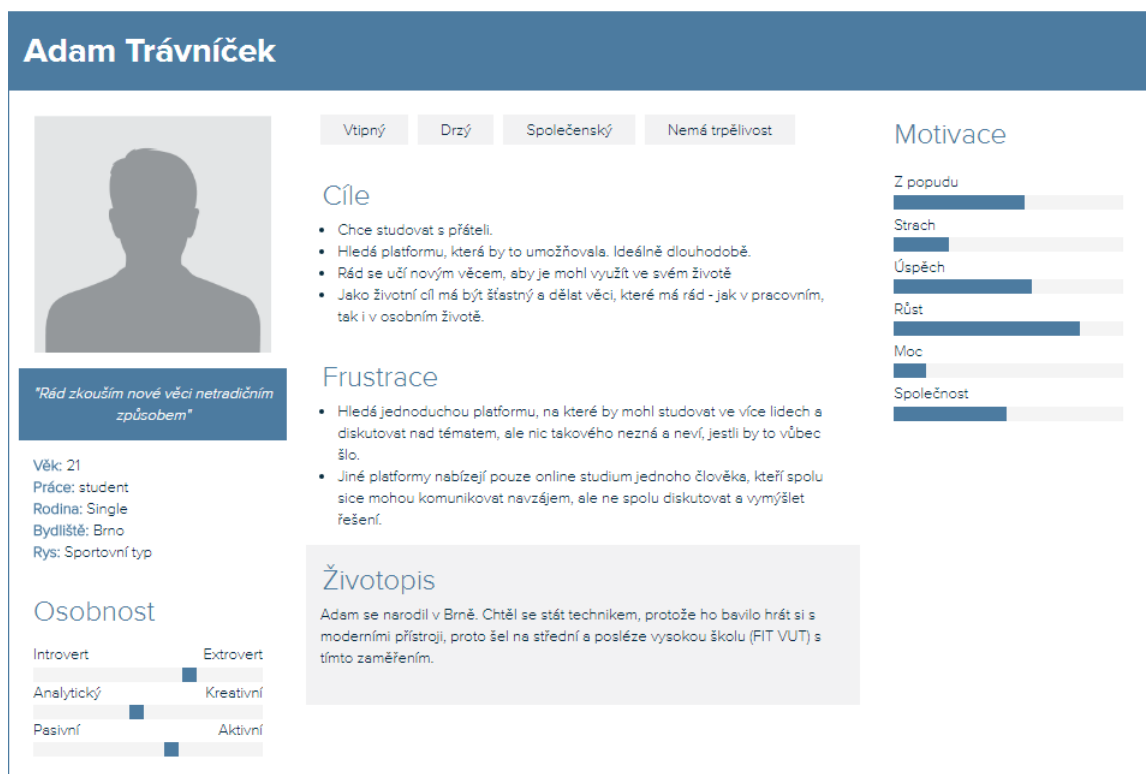 Adam Trávníček
"Rád zkouším nové věci netradičním
způsobem"
Věk: 21
Práce: student
Rodina: Single
Bydliště: Brno
Rys: Sportovní typ
Osobnost
Introvert Extrovert
Analytický Kreativní
Pasivní Aktivní
Vtipný Drzý Společenský Nemá trpělivost
Cíle
• Chce studovat s přáteli.
• Hledá platformu, která by to umožňovala. Ideálně dlouhodobě.
• Rád se učí novým věcem, aby je mohl využít ve svém životě
• Jako životní cíl má být šťastný a dělat věci, které má rád - jak v pracovním,
tak i v osobním životě.
Frustrace
• Hledá jednoduchou platformu, na které by mohl studovat ve více lidech a
diskutovat nad tématem, ale nic takového nezná a neví, jestli by to vůbec
šlo.
• Jiné platformy nabízejí pouze online studium jednoho člověka, kteří spolu
sice mohou komunikovat navzájem, ale ne spolu diskutovat a vymýšlet
řešení.
Životopis
Adam se narodil v Brně. Chtěl se stát technikem, protože ho bavilo hrát si s
moderními přístroji, proto šel na střední a posléze vysokou školu (FIT VUT) s
tímto zaměřením.
Motivace
Z popudu
Strach
Úspěch
Růst
Moc
Společnost